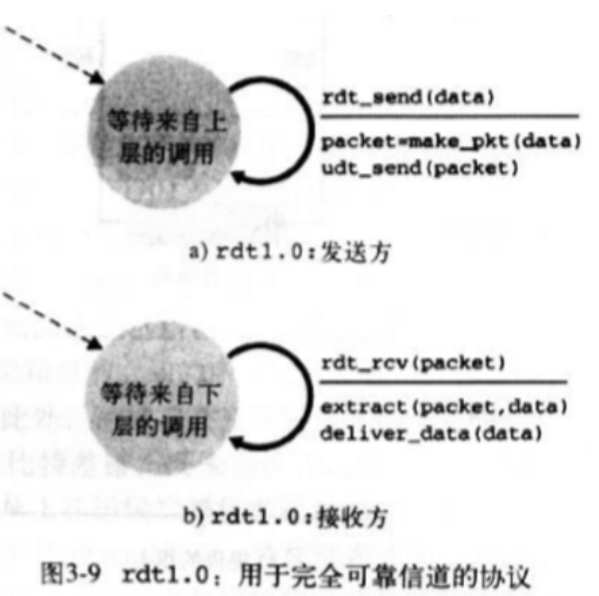 等待来自上
层的调用
rdt_send(data)
packet=make_pkt(data)
udt_send(packet)
a) rdt1.0:发送方
等待来自下
层的调用
rdt_rcv(packet)
extract(packet,data)
deliver_data(data)
b) rdt1.0:接收方
图3-9 rdt1.0: 用于完全可靠信道的协议